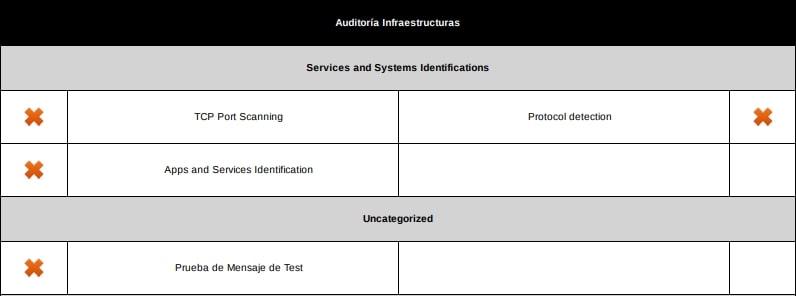 Auditoría Infraestructuras
Services and Systems Identifications
TCP Port Scanning
Protocol detection
Apps and Services Identification
Uncategorized
Prueba de Mensaje de Test